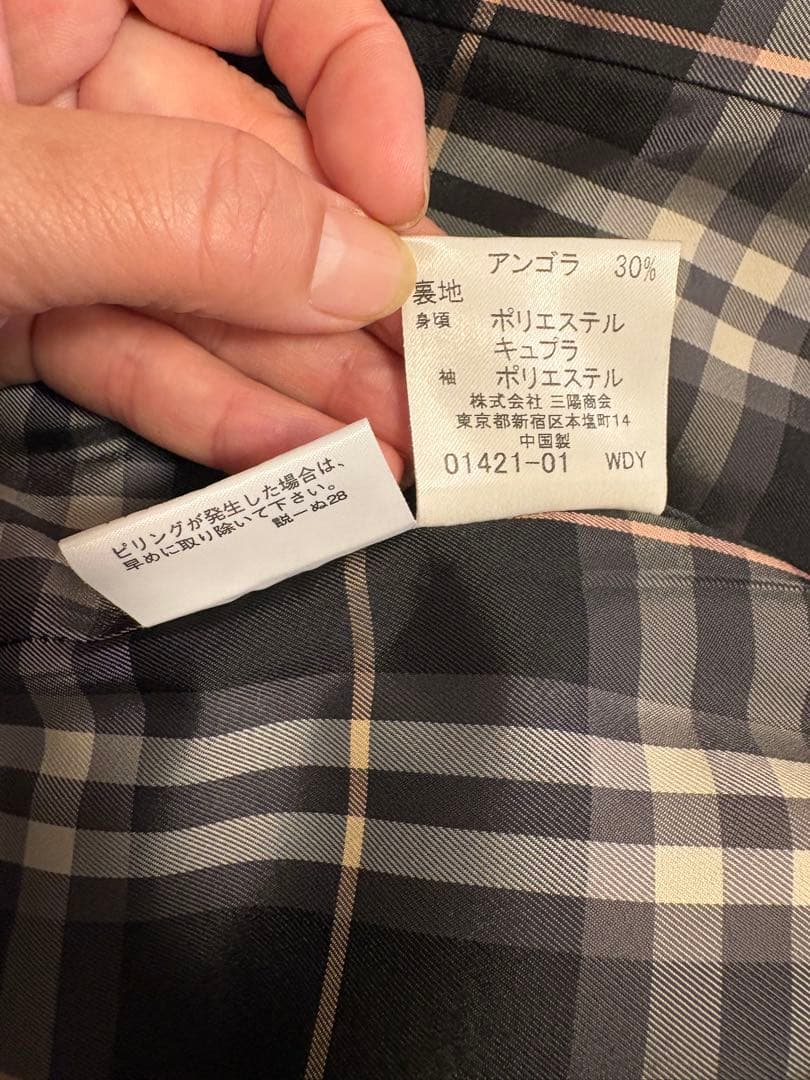 アンゴラ 30%
裏地
身頃 ポリエステル
キュプラ
袖 ポリエステル
株式会社 三陽商会
東京都新宿区本塩町14
中国製
01421-01 WDY
ピリングが発生した場合は、
早めに取り除いて下さい。
説ーぬ28